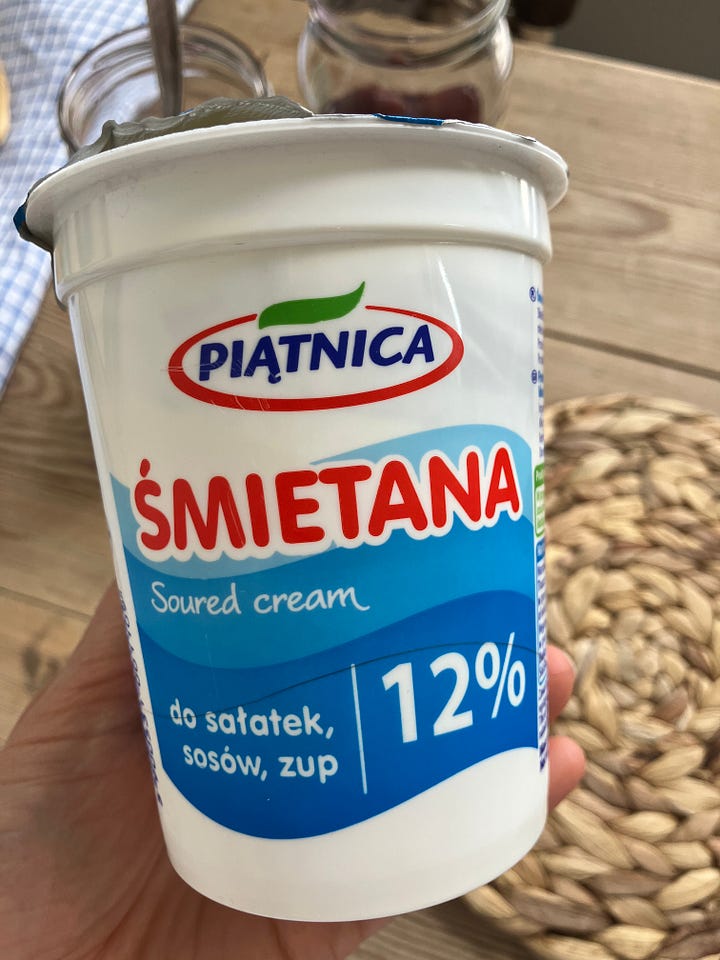 PIĄTNICA
ŚMIETANA
Soured cream
do sałatek,
sosów, zup
12%